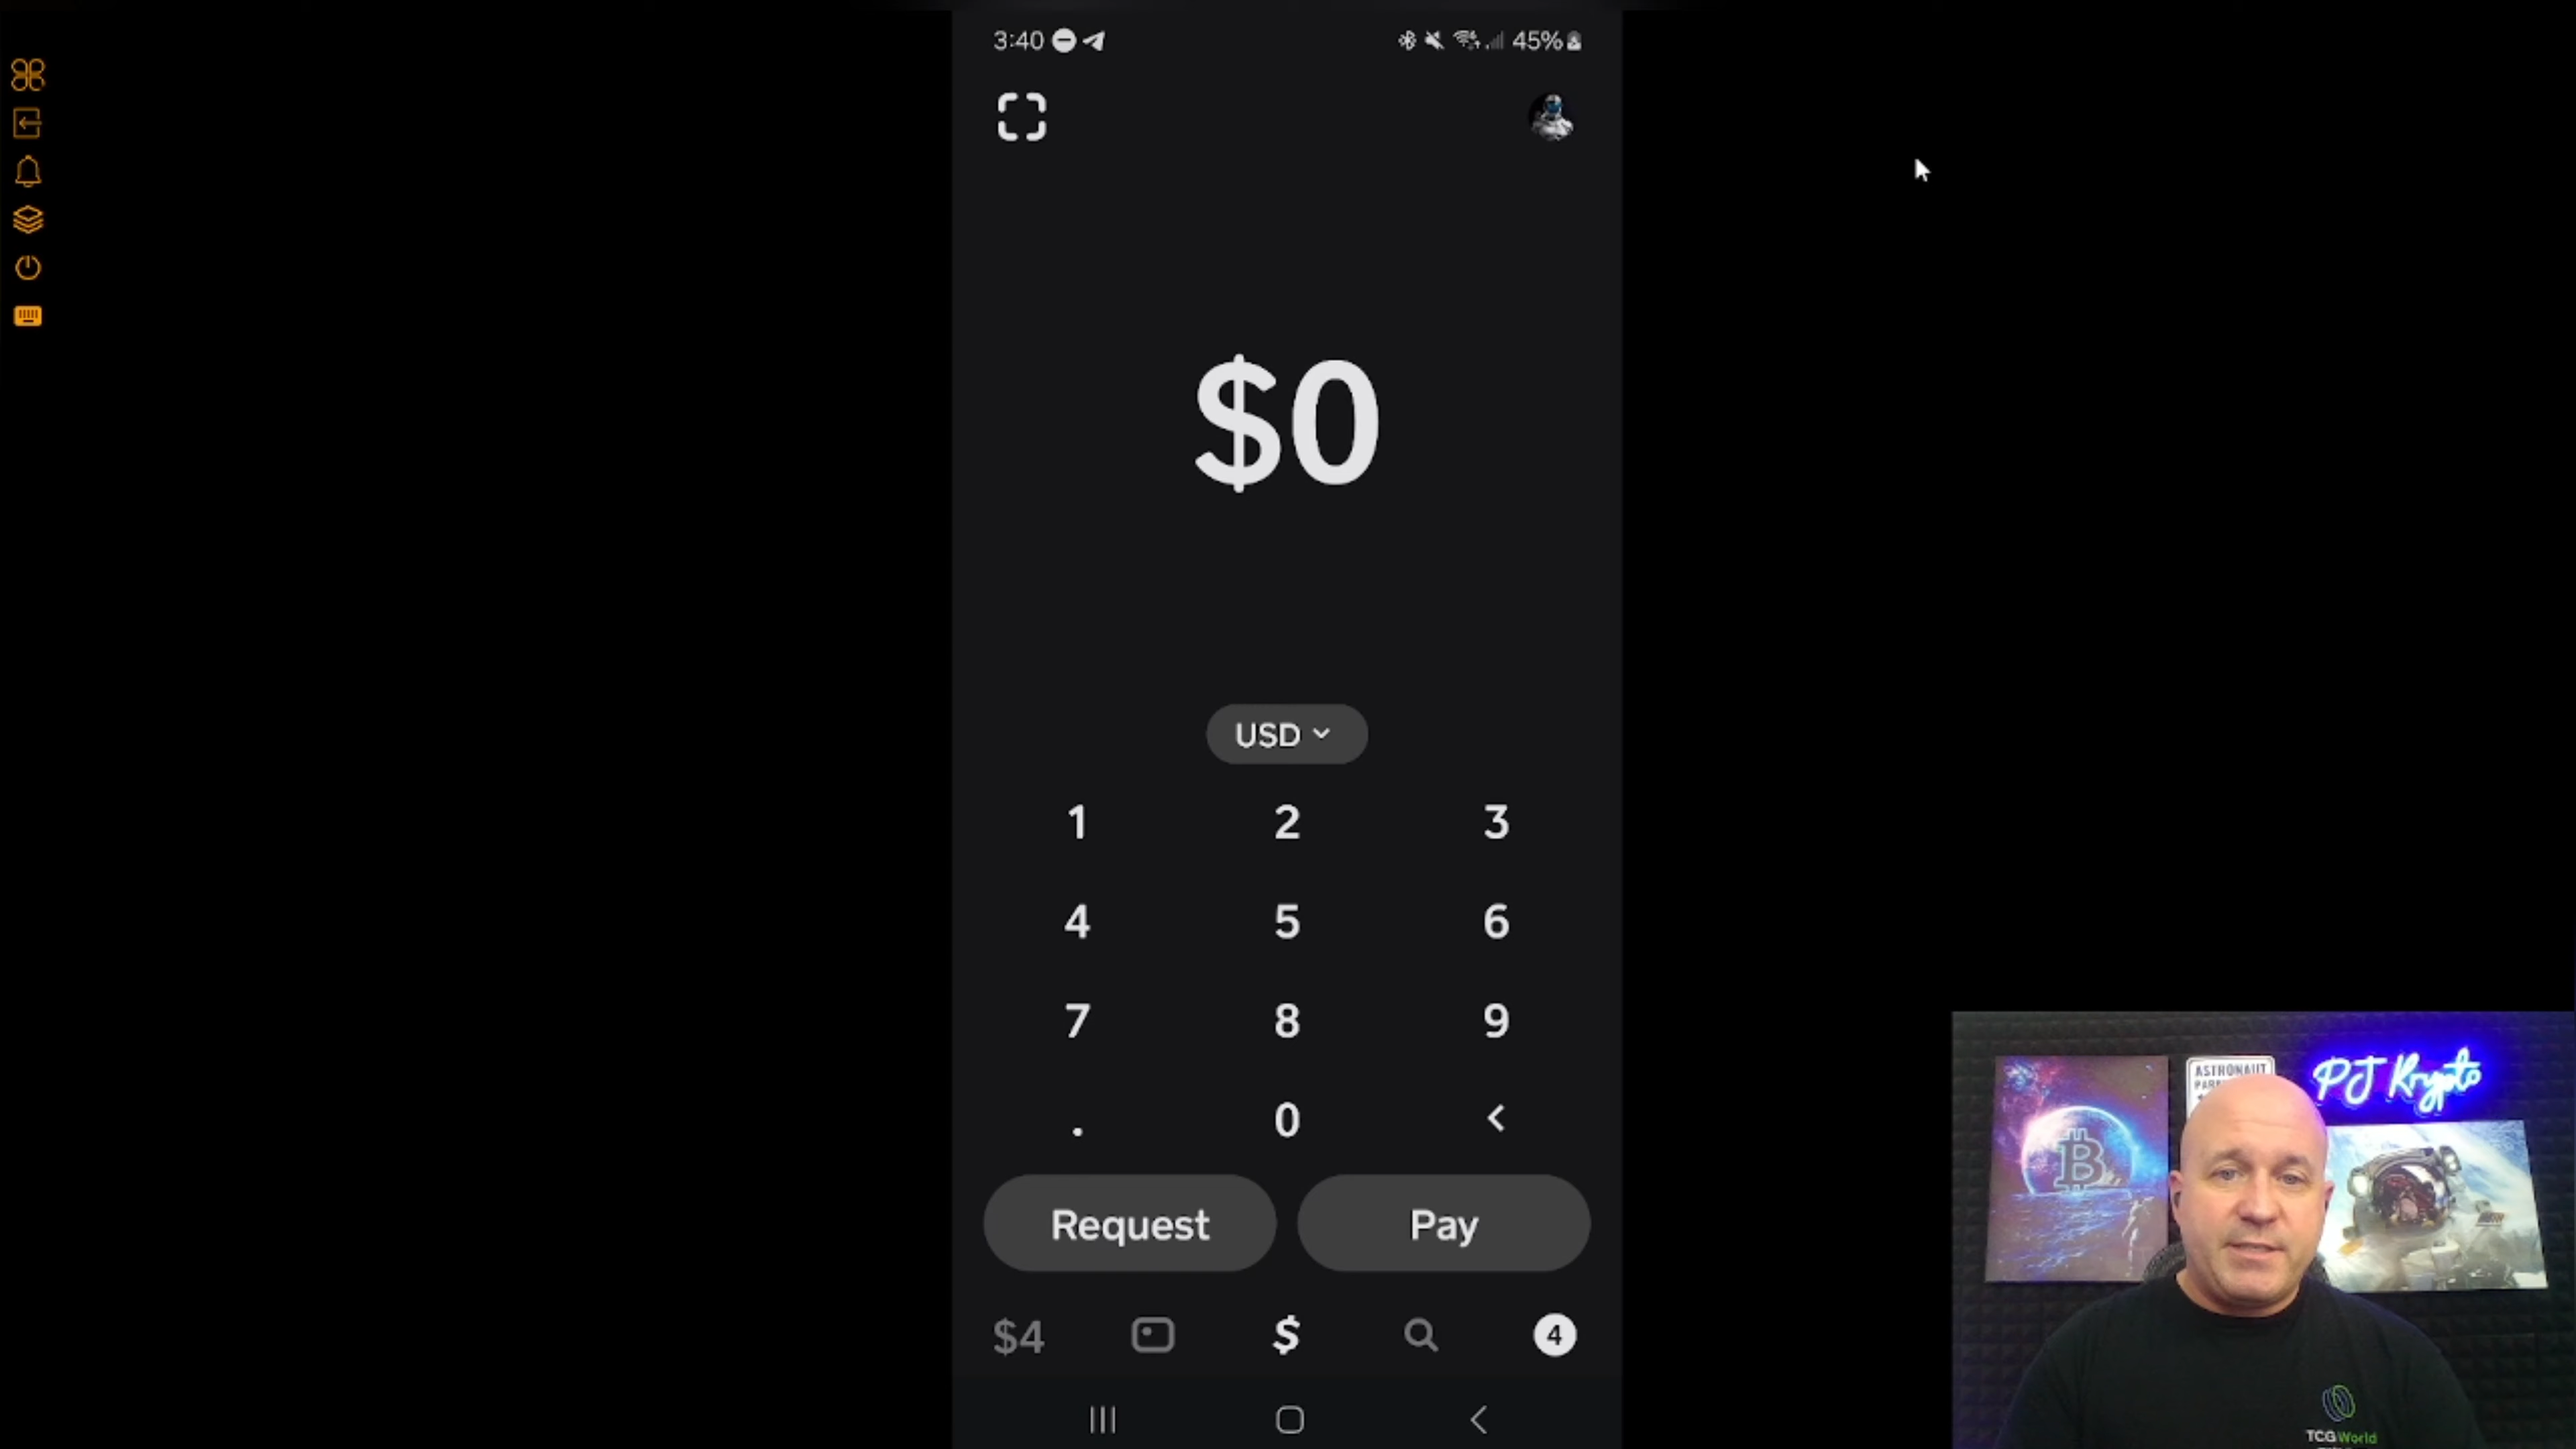 3:40
45%
$0
USD
1 2 3
4 5 6
7 8 9
. 0 <
Request Pay
$4 $ 4
ASTRONAUT
PJ Krypto
B
TCG World